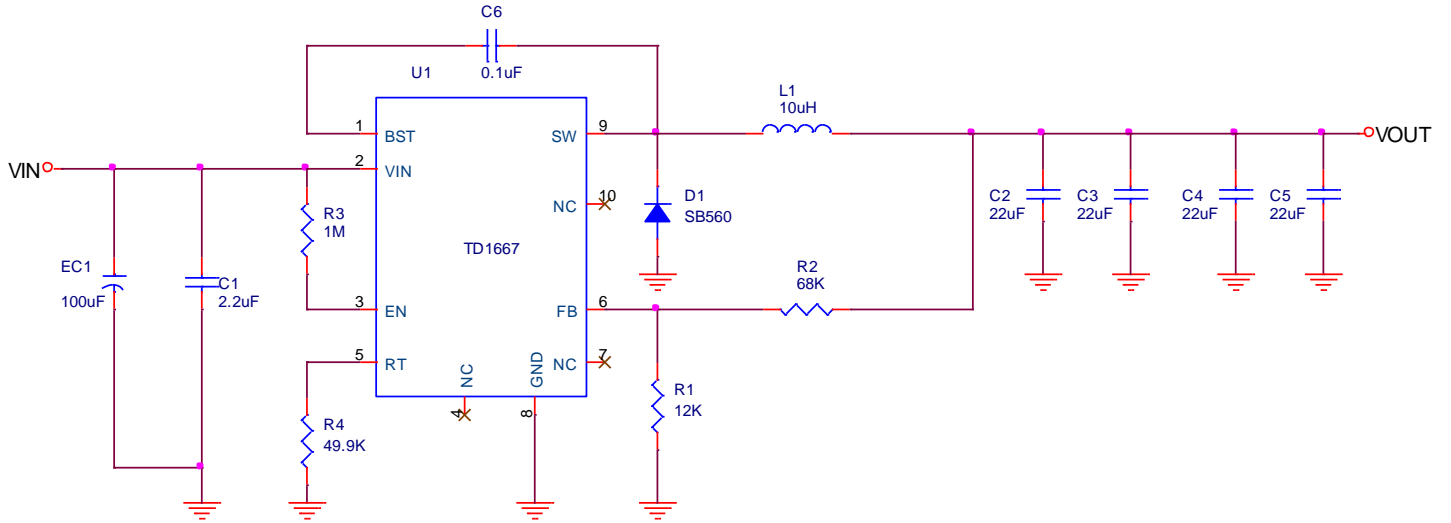 C6
0.1uF
U1
L1
10uH
1
BST
SW
9
VOUT
VIN
2
VIN
10
NC
D1
SB560
C2
22uF
C3
22uF
C4
22uF
C5
22uF
R3
1M
TD1667
EC1
100uF
C1
2.2uF
R2
68K
3
EN
FB
6
5
RT
NC
7
NC
GND
4
8
R1
12K
R4
49.9K